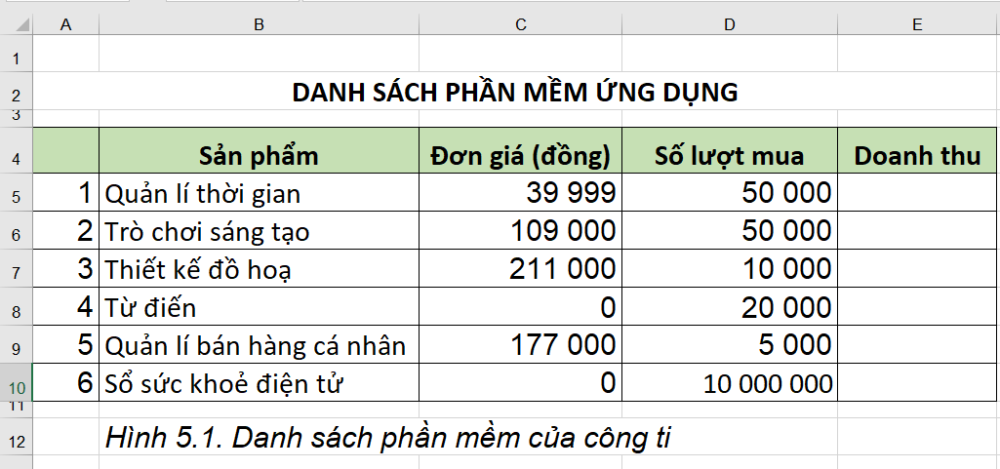 A B C D E
1
2 DANH SÁCH PHẦN MỀM ỨNG DỤNG
3
4 Sản phẩm Đơn giá (đồng) Số lượt mua Doanh thu
5 1 Quản lí thời gian 39 999 50 000
6 2 Trò chơi sáng tạo 109 000 50 000
7 3 Thiết kế đồ hoạ 211 000 10 000
8 4 Từ điến 0 20 000
9 5 Quản lí bán hàng cá nhân 177 000 5 000
10 6 Sổ sức khoẻ điện tử 0 10 000 000
11
12 Hình 5.1. Danh sách phần mềm của công ti